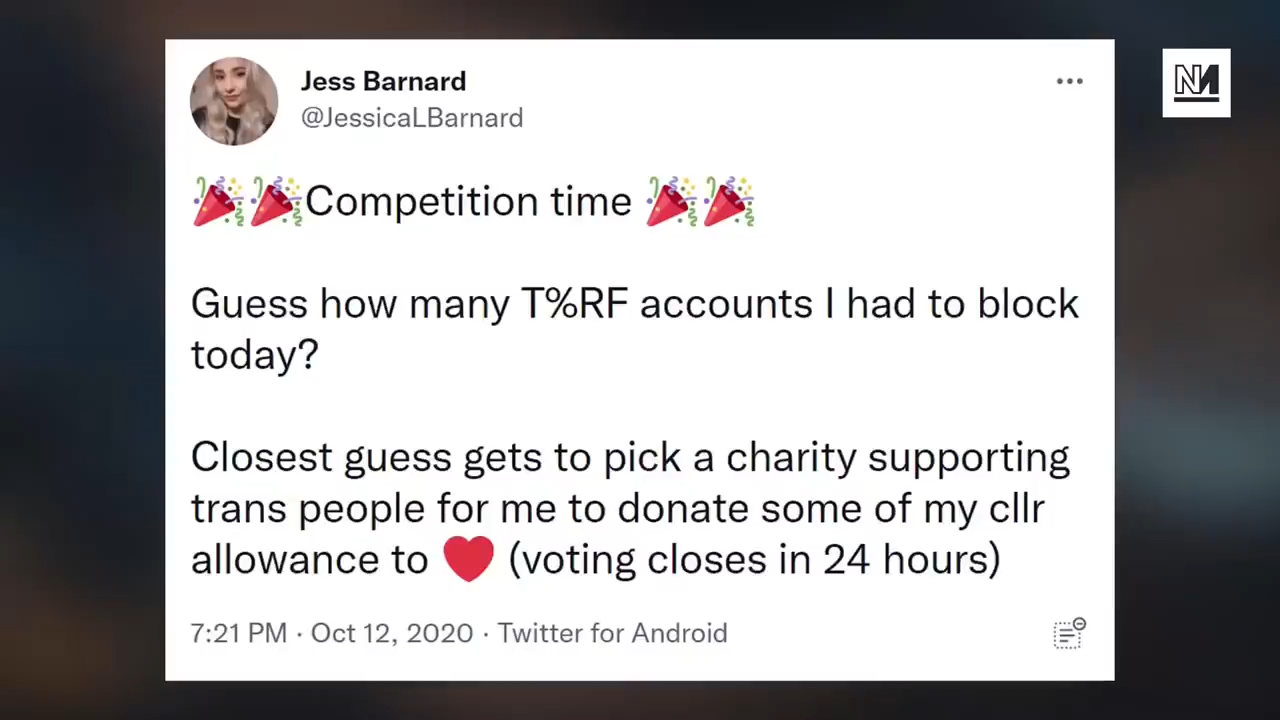 Jess Barnard
@JessicaLBarnard
🎉🎉Competition time 🎉🎉
Guess how many T%RF accounts I had to block
today?
Closest guess gets to pick a charity supporting
trans people for me to donate some of my cllr
allowance to ❤️ (voting closes in 24 hours)
7:21 PM · Oct 12, 2020 · Twitter for Android
NM